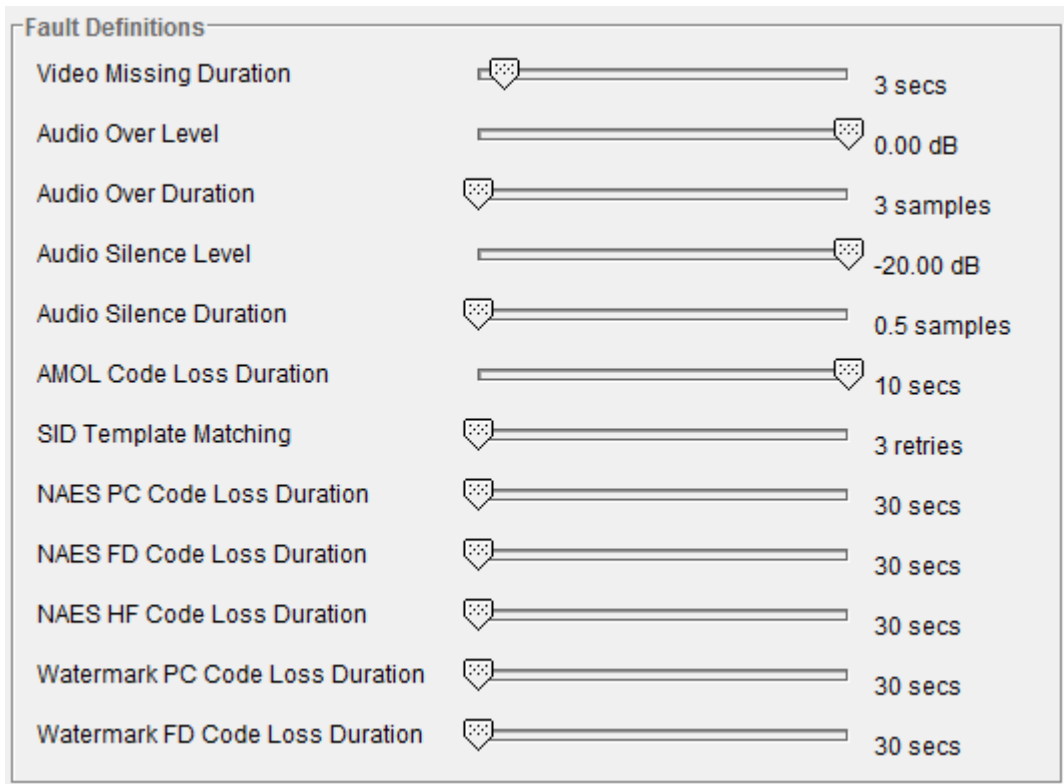 Fault Definitions
Video Missing Duration 3 secs
Audio Over Level 0.00 dB
Audio Over Duration 3 samples
Audio Silence Level -20.00 dB
Audio Silence Duration 0.5 samples
AMOL Code Loss Duration 10 secs
SID Template Matching 3 retries
NAES PC Code Loss Duration 30 secs
NAES FD Code Loss Duration 30 secs
NAES HF Code Loss Duration 30 secs
Watermark PC Code Loss Duration 30 secs
Watermark FD Code Loss Duration 30 secs